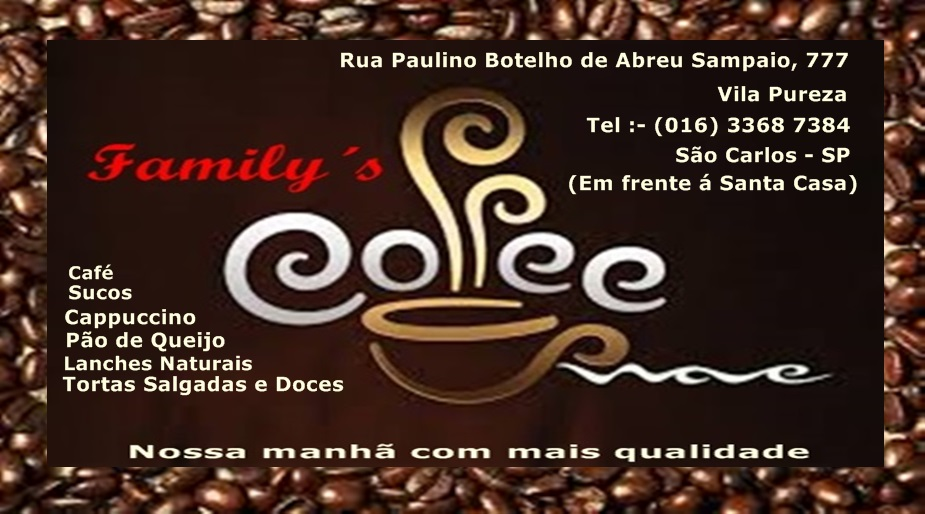 Rua Paulino Botelho de Abreu Sampaio, 777
Vila Pureza
Tel :- (016) 3368 7384
São Carlos - SP
(Em frente á Santa Casa)
Family´s
Coffee
Café
Sucos
Cappuccino
Pão de Queijo
Lanches Naturais
Tortas Salgadas e Doces
Nossa manhã com mais qualidade